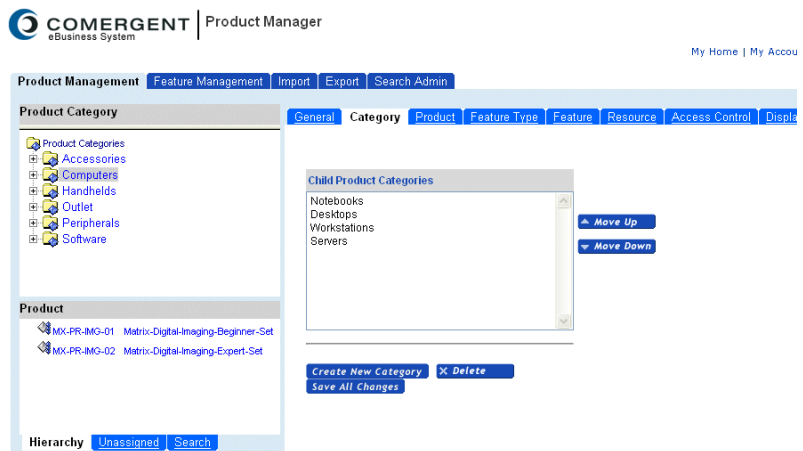 COMERGENT
eBusiness System
Product Manager
My Home | My Accou
Product Management Feature Management Import Export Search Admin
Product Category
General Category Product Feature Type Feature Resource Access Control Displa
Product Categories
Accessories
Computers
Handhelds
Outlet
Peripherals
Software
Child Product Categories
Notebooks
Desktops
Workstations
Servers
Move Up
Move Down
Product
MX-PR-IMG-01 Matrix-Digital-Imaging-Beginner-Set
MX-PR-IMG-02 Matrix-Digital-Imaging-Expert-Set
Create New Category X Delete
Save All Changes
Hierarchy Unassigned Search